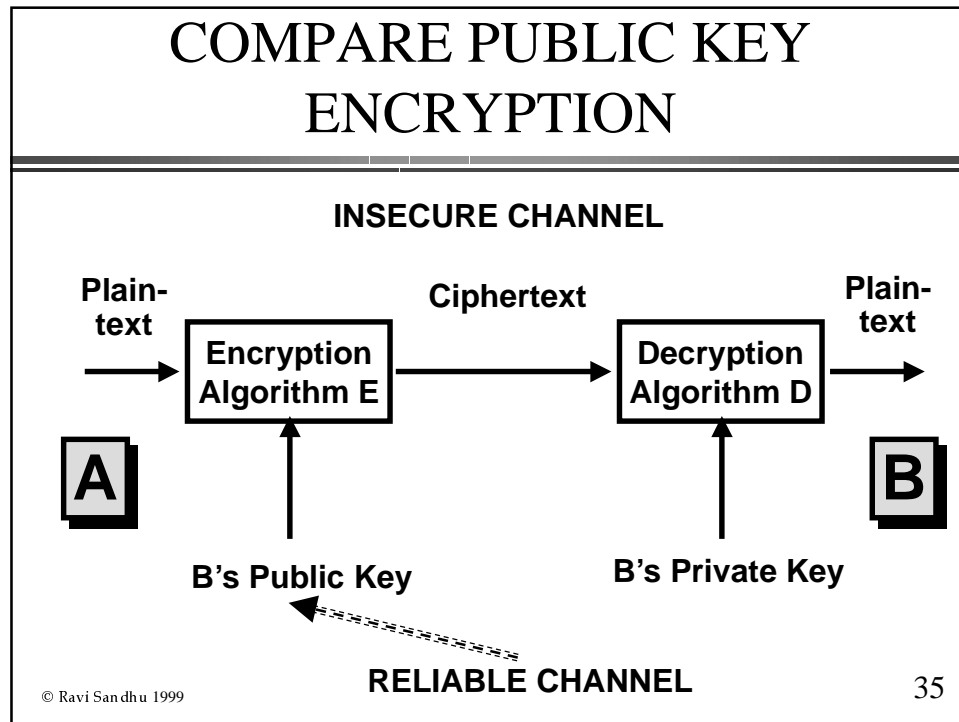 COMPARE PUBLIC KEY
ENCRYPTION
INSECURE CHANNEL
Plain-
text
Ciphertext
Plain-
text
Encryption
Algorithm E
Decryption
Algorithm D
A
B
B’s Public Key
B’s Private Key
RELIABLE CHANNEL
© Ravi Sandhu 1999
35